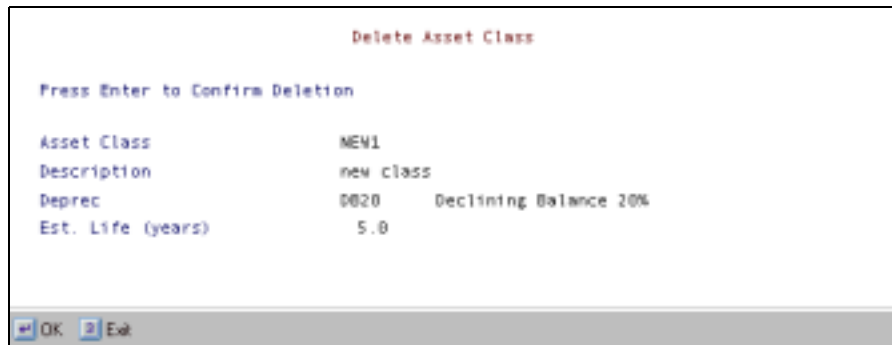 Delete Asset Class
Press Enter to Confirm Deletion
Asset Class NEW1
Description new class
Deprec DB20 Declining Balance 20%
Est. Life (years) 5.0
OK 3 Exit